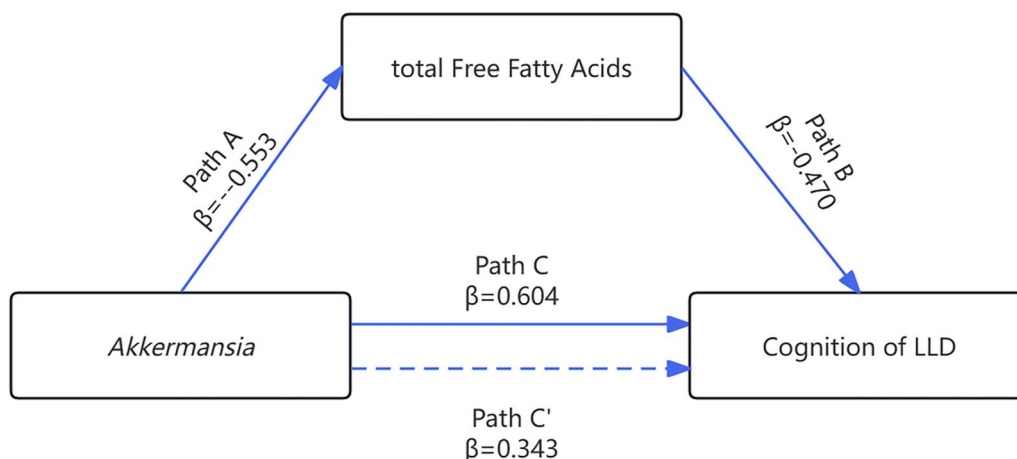 total Free Fatty Acids
Path A
β=--0.553
Path B
β=-0.470
Path C
β=0.604
Akkermansia
Cognition of LLD
Path C'
β=0.343